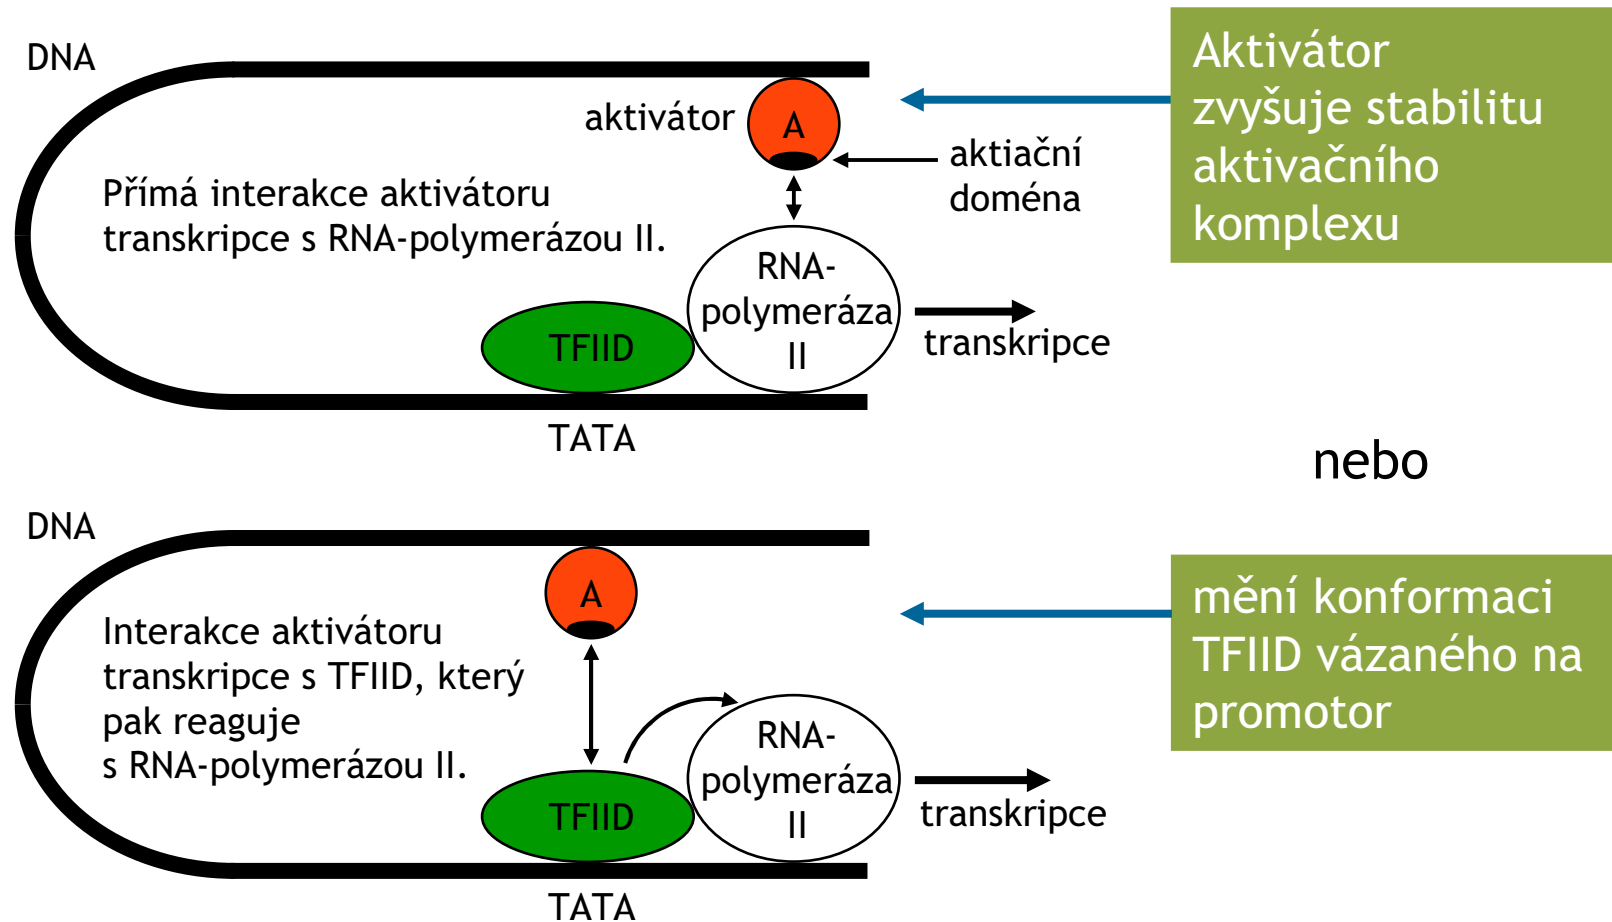 DNA
aktivátor
A
aktiační
doména
Přímá interakce aktivátoru
transkripce s RNA-polymerázou II.
RNA-
polymeráza
II
TFIID
transkripce
TATA
Aktivátor
zvyšuje stabilitu
aktivačního
komplexu
nebo
DNA
A
Interakce aktivátoru
transkripce s TFIID, který
pak reaguje
s RNA-polymerázou II.
RNA-
polymeráza
II
TFIID
transkripce
TATA
mění konformaci
TFIID vázaného na
promotor